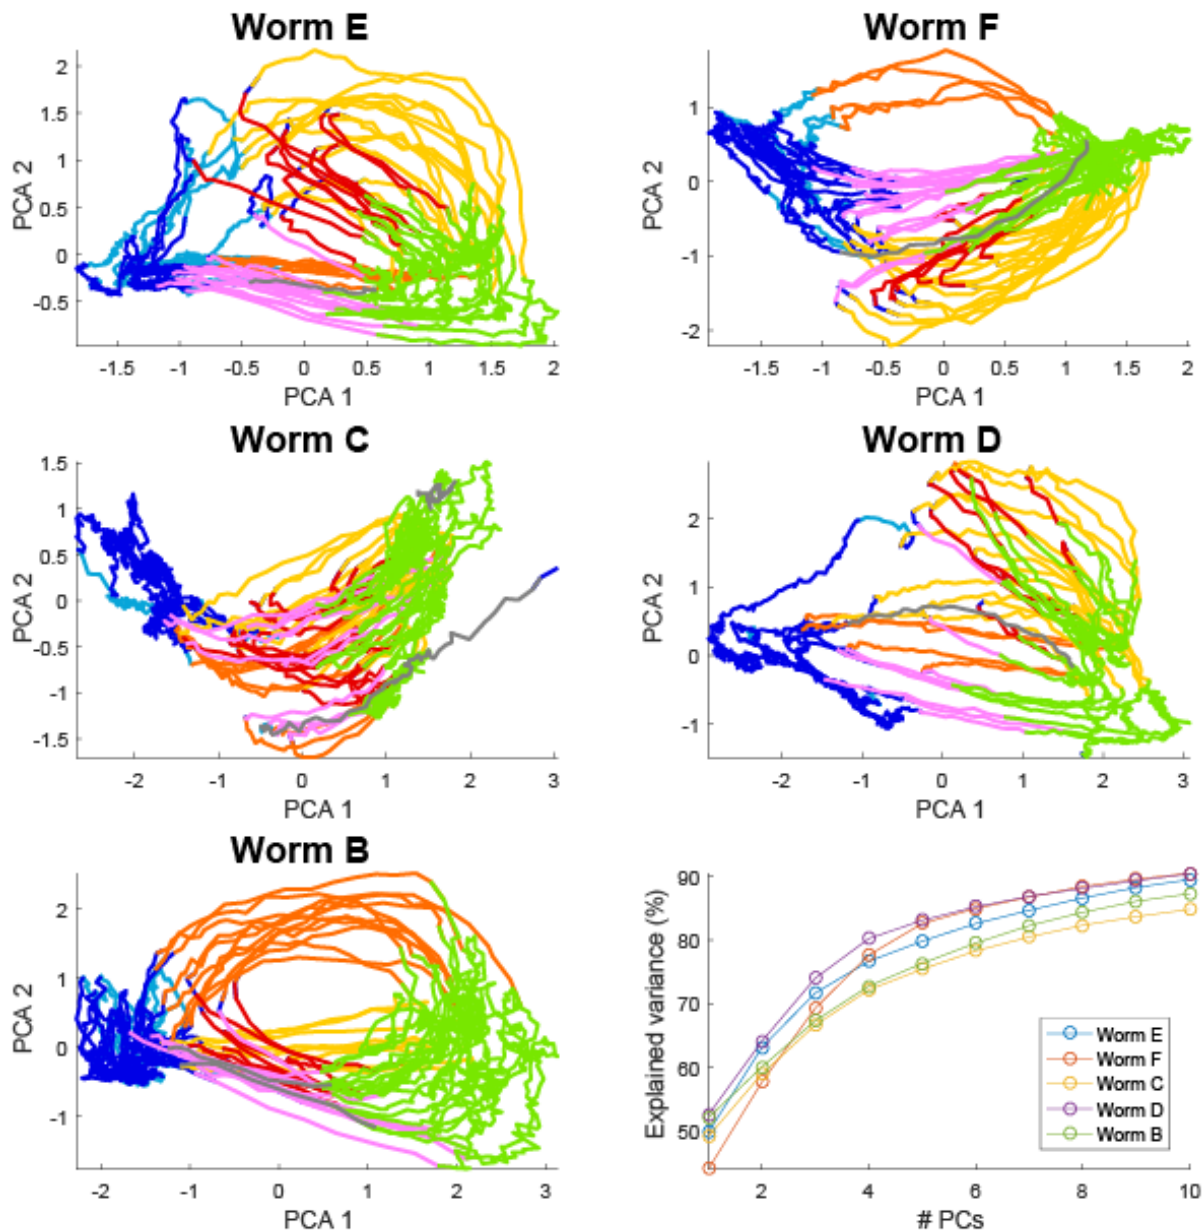 Worm E
2
1.5
1
0.5
0
-0.5
PCA 2
-1.5 -1 -0.5 0 0.5 1 1.5 2
PCA 1
Worm F
1
0
-1
-2
PCA 2
-1.5 -1 -0.5 0 0.5 1 1.5 2
PCA 1
Worm C
1.5
1
0.5
0
-0.5
-1
-1.5
PCA 2
-2 -1 0 1 2 3
PCA 1
Worm D
2
1
0
-1
PCA 2
-2 -1 0 1 2 3
PCA 1
Worm B
2
1
0
-1
PCA 2
-2 -1 0 1 2 3
PCA 1
90
80
70
60
50
Explained variance (%)
Worm E
Worm F
Worm C
Worm D
Worm B
2 4 6 8 10
# PCs